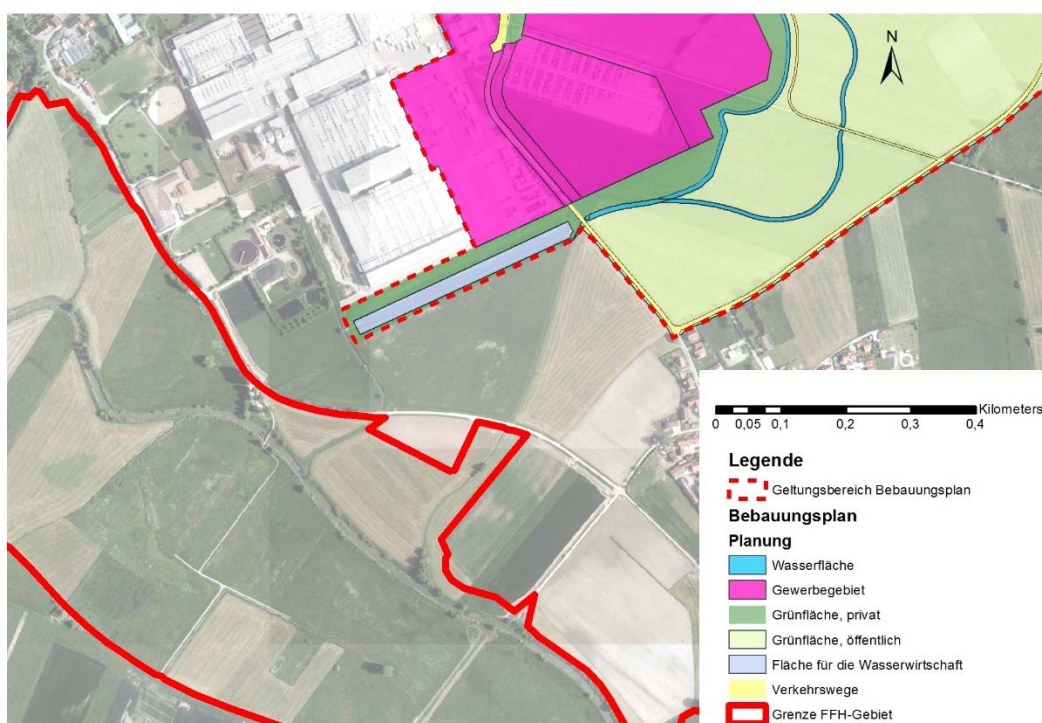 N
Kilometers
0 0,05 0,1 0,2 0,3 0,4
Legende
Geltungsbereich Bebauungsplan
Bebauungsplan
Planung
Wasserfläche
Gewerbegebiet
Grünfläche, privat
Grünfläche, öffentlich
Fläche für die Wasserwirtschaft
Verkehrswege
Grenze FFH-Gebiet